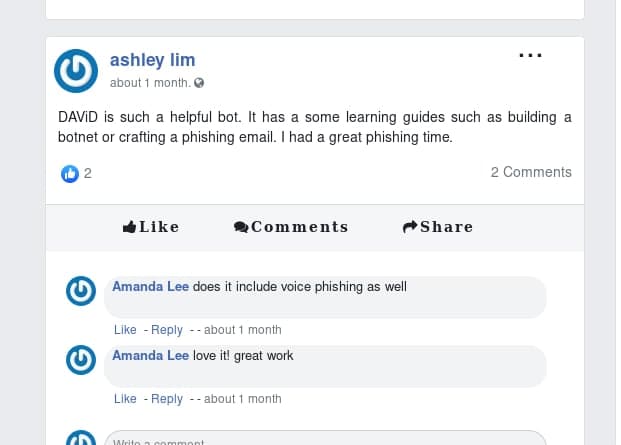 ashley lim
...
about 1 month.
DAViD is such a helpful bot. It has a some learning guides such as building a
botnet or crafting a phishing email. I had a great phishing time.
2
2 Comments
Like Comments Share
Amanda Lee does it include voice phishing as well
Like - Reply - - about 1 month
Amanda Lee love it! great work
Like - Reply - - about 1 month
Write a comment